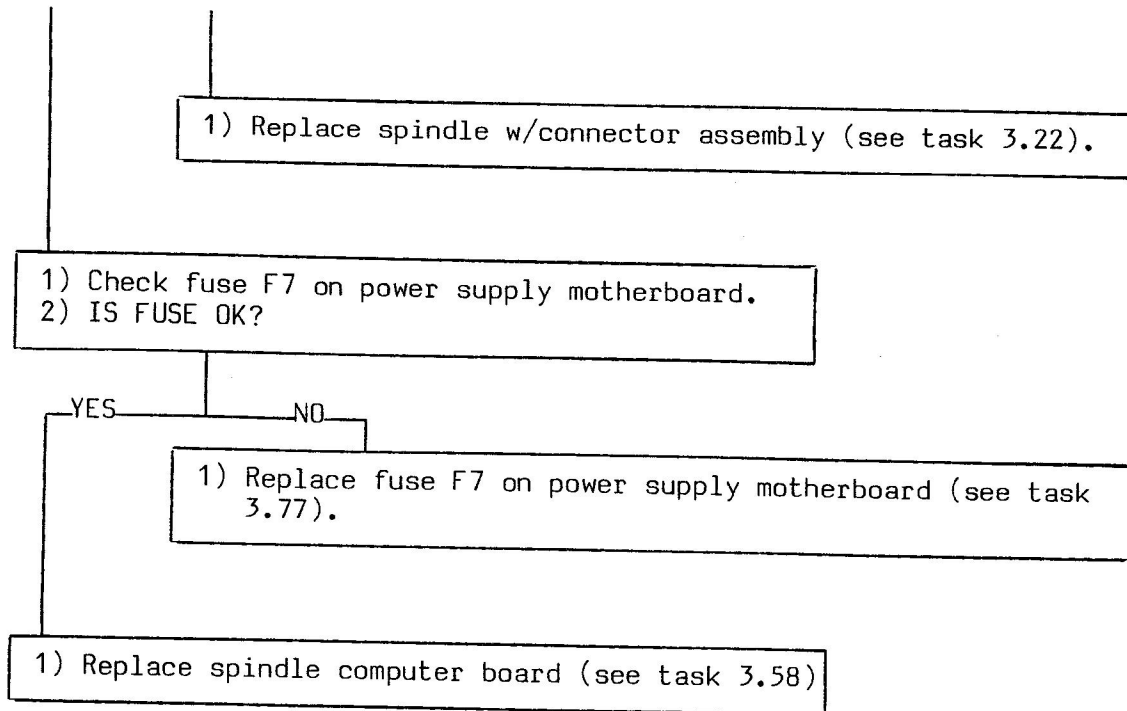 1) Replace spindle w/connector assembly (see task 3.22).
1) Check fuse F7 on power supply motherboard.
2) IS FUSE OK?
YES
NO
1) Replace fuse F7 on power supply motherboard (see task
3.77).
1) Replace spindle computer board (see task 3.58)